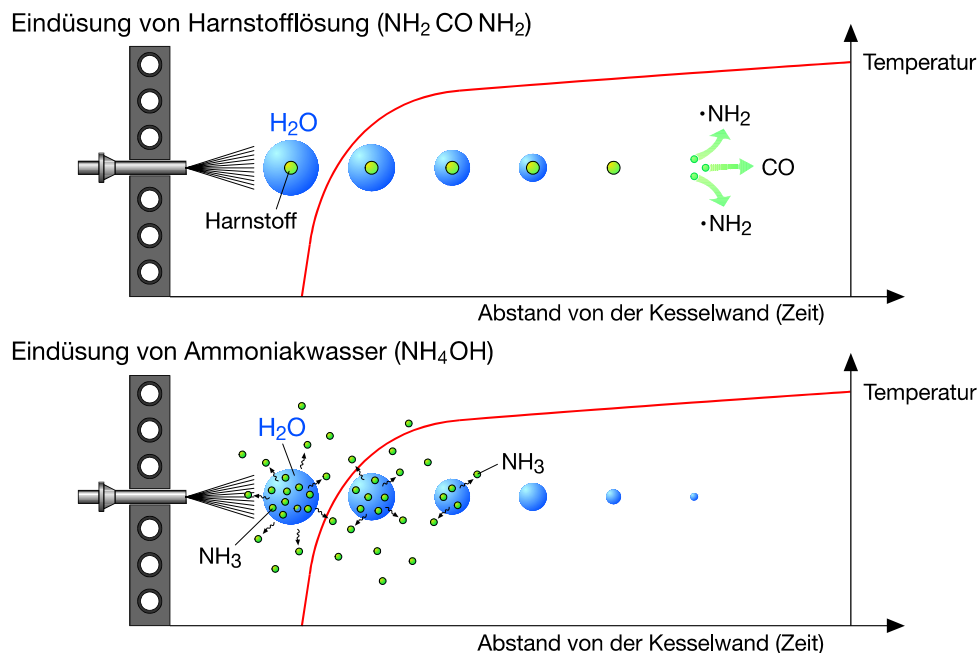 Eindüsung von Harnstofflösung (NH₂ CO NH₂)
Temperatur
H₂O
•NH₂
CO
Harnstoff
•NH₂
Abstand von der Kesselwand (Zeit)
Eindüsung von Ammoniakwasser (NH₄OH)
Temperatur
H₂O
NH₃
NH₃
Abstand von der Kesselwand (Zeit)